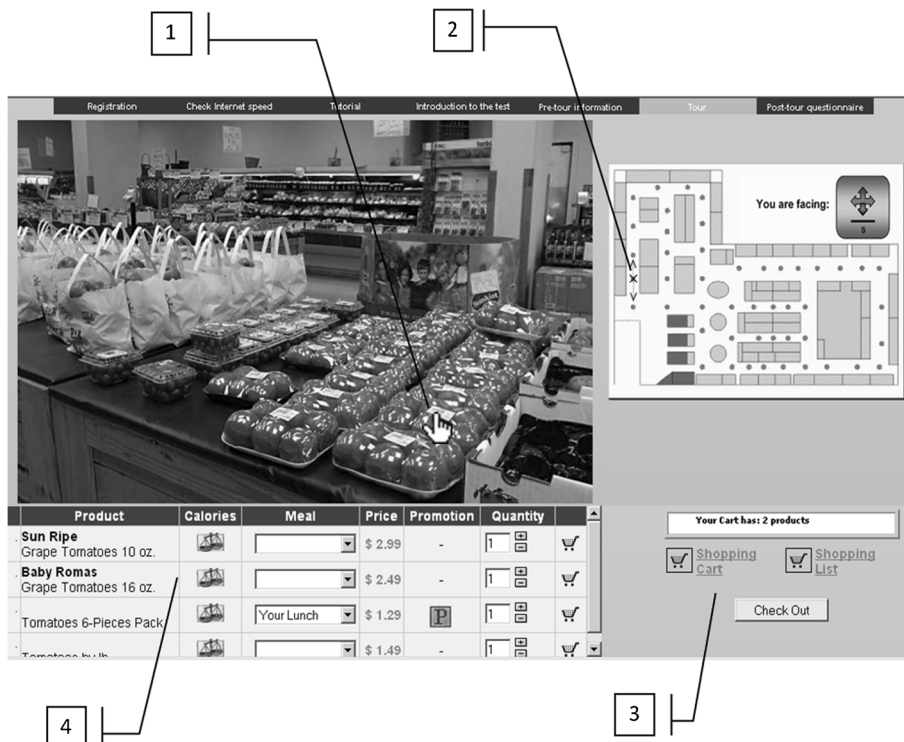 1
2
Registration
Check Internet speed
Tutorial
Introduction to the test
Pre-tour information
Tour
Post-tour questionnaire
You are facing:
S
Product Calories Meal Price Promotion Quantity
Sun Ripe
Grape Tomatoes 10 oz.
$ 2.99 - 1
Baby Romas
Grape Tomatoes 16 oz.
$ 2.49 - 1
Tomatoes 6-Pieces Pack Your Lunch $ 1.29 P 1
$ 1.49 - 1
Your Cart has: 2 products
Shopping
Cart
Shopping
List
Check Out
4
3